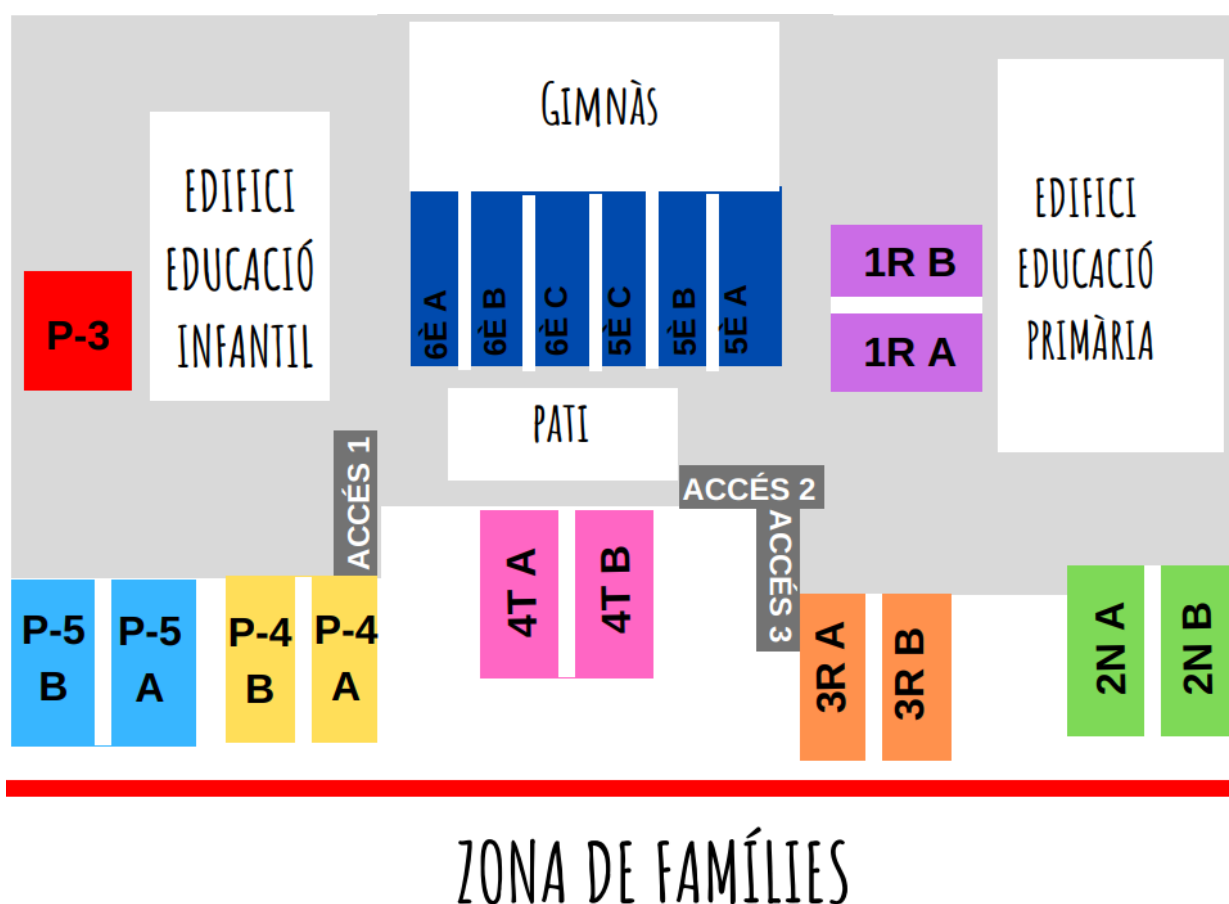 GIMNÀS
EDIFICI
EDUCACIÓ
INFANTIL
EDIFICI
EDUCACIÓ
PRIMÀRIA
P-3
6È A
6È B
6È C
5È C
5È B
5È A
1R B
1R A
PATI
ACCÉS 1
ACCÉS 2
ACCÉS 3
P-5
B
P-5
A
P-4
B
P-4
A
4T A
4T B
3R A
3R B
2N A
2N B
ZONA DE FAMÍLIES